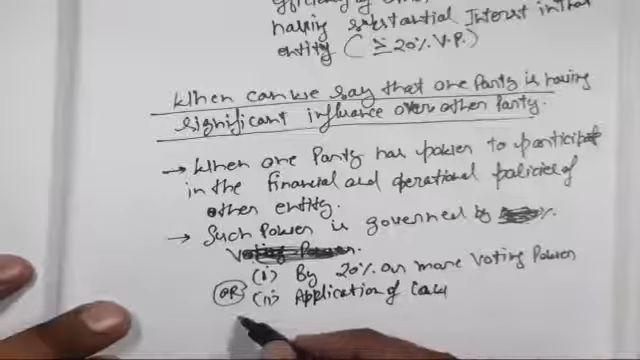 having substantial Interest in that
entity ( ≥ 20% V.P.)
When can we say that one Party is having
significant influence over other Party.
→ When one Party has power to participat
in the financial and operational policies of
other entity.
→ Such Power is governed by
(i) By 20% or more Voting Power
OR (ii) Application of Law